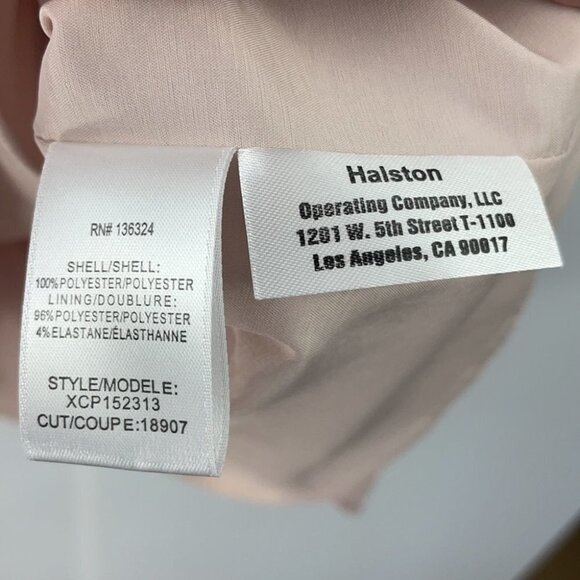 RN# 136324
SHELL/SHELL:
100%POLYESTER/POLYESTER
LINING/DOUBLURE:
96%POLYESTER/POLYESTER
4%ELASTANE/ÉLASTHANNE
STYLE/MODELE:
XCP152313
CUT/COUPE:18907
Halston
Operating Company, LLC
1201 W. 5th Street T-1100
Los Angeles, CA 90017